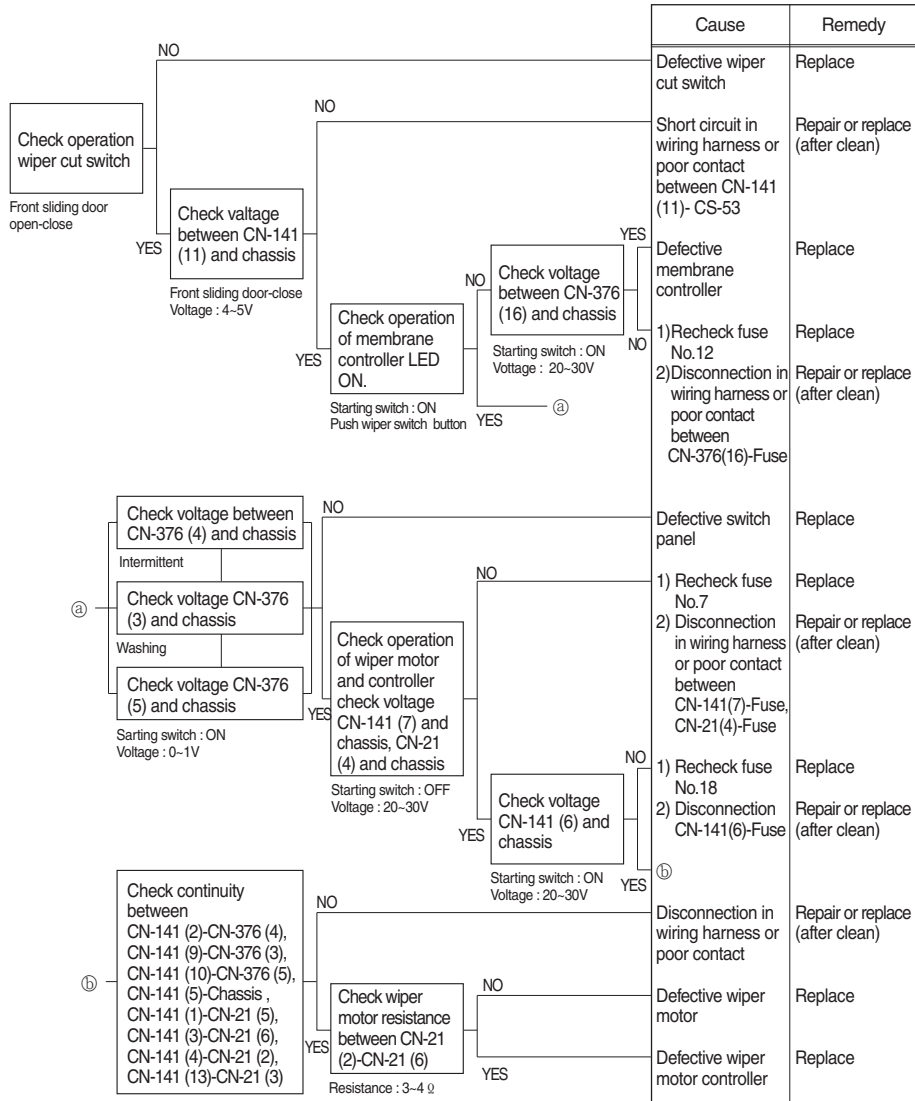 Cause
Remedy
NO
Defective wiper
cut switch
Replace
Check operation
wiper cut switch
Front sliding door
open-close
YES
NO
Short circuit in
wiring harness or
poor contact
between CN-141
(11)- CS-53
Repair or replace
(after clean)
Check valtage
between CN-141
(11) and chassis
Front sliding door-close
Voltage : 4~5V
YES
Check operation
of membrane
controller LED
ON.
Starting switch : ON
Push wiper switch button
NO
Check voltage
between CN-376
(16) and chassis
Starting switch : ON
Vottage : 20~30V
YES
Defective
membrane
controller
Replace
NO
1)Recheck fuse
No.12
Replace
2)Disconnection in
wiring harness or
poor contact
between
CN-376(16)-Fuse
Repair or replace
(after clean)
YES
ⓐ
ⓐ
Check voltage between
CN-376 (4) and chassis
Intermittent
Check voltage CN-376
(3) and chassis
Washing
Check voltage CN-376
(5) and chassis
Sarting switch : ON
Voltage : 0~1V
NO
Defective switch
panel
Replace
YES
Check operation
of wiper motor
and controller
check voltage
CN-141 (7) and
chassis, CN-21
(4) and chassis
Starting switch : OFF
Voltage : 20~30V
NO
1) Recheck fuse
No.7
Replace
2) Disconnection
in wiring harness
or poor contact
between
CN-141(7)-Fuse,
CN-21(4)-Fuse
Repair or replace
(after clean)
YES
Check voltage
CN-141 (6) and
chassis
Starting switch : ON
Voltage : 20~30V
NO
1) Recheck fuse
No.18
Replace
2) Disconnection
CN-141(6)-Fuse
Repair or replace
(after clean)
YES
ⓑ
ⓑ
Check continuity
between
CN-141 (2)-CN-376 (4),
CN-141 (9)-CN-376 (3),
CN-141 (10)-CN-376 (5),
CN-141 (5)-Chassis ,
CN-141 (1)-CN-21 (5),
CN-141 (3)-CN-21 (6),
CN-141 (4)-CN-21 (2),
CN-141 (13)-CN-21 (3)
NO
Disconnection in
wiring harness or
poor contact
Repair or replace
(after clean)
YES
Check wiper
motor resistance
between CN-21
(2)-CN-21 (6)
Resistance : 3~4 Ω
NO
Defective wiper
motor
Replace
YES
Defective wiper
motor controller
Replace